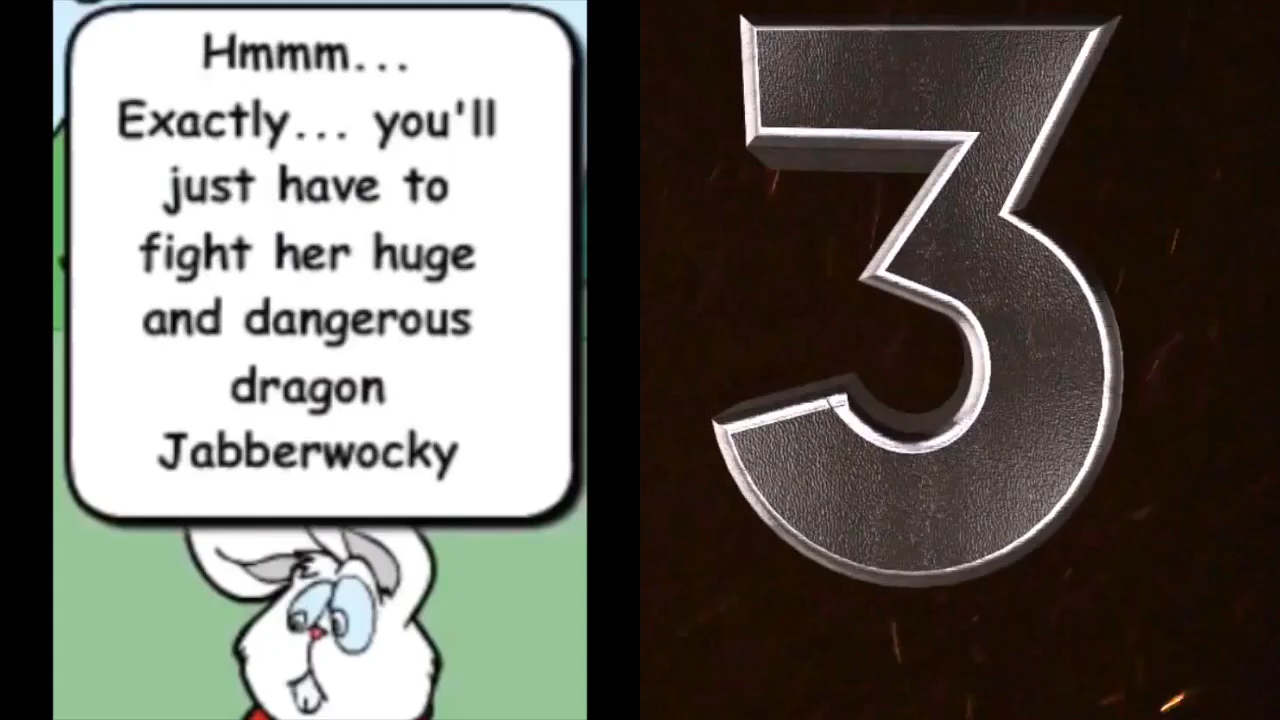 Hmmm...
Exactly... you'll
just have to
fight her huge
and dangerous
dragon
Jabberwocky
3